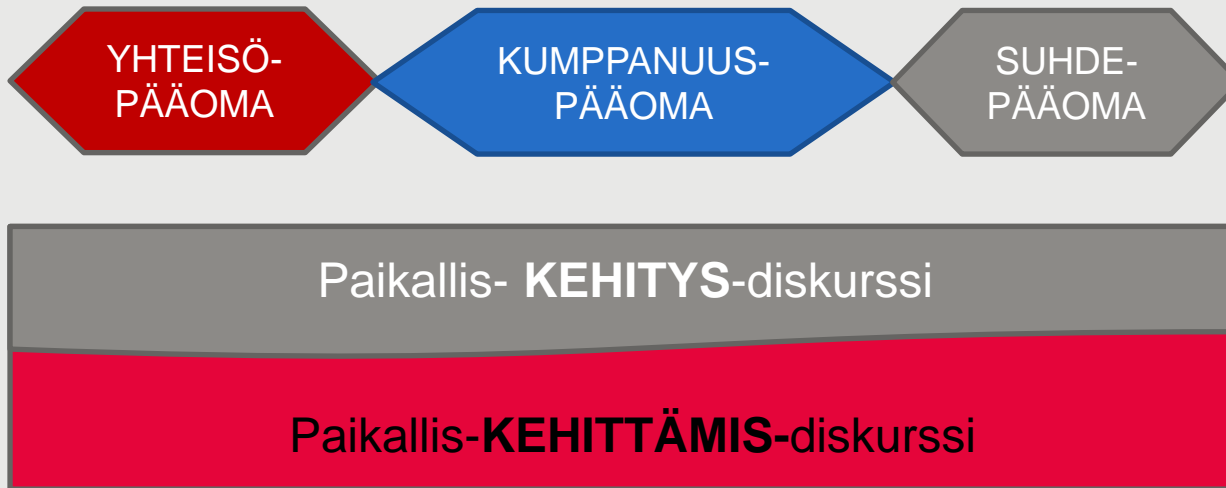 YHTEISÖ-
PÄÄOMA
KUMPPANUUS-
PÄÄOMA
SUHDE-
PÄÄOMA
Paikallis- KEHITYS-diskurssi
Paikallis-KEHITTÄMIS-diskurssi